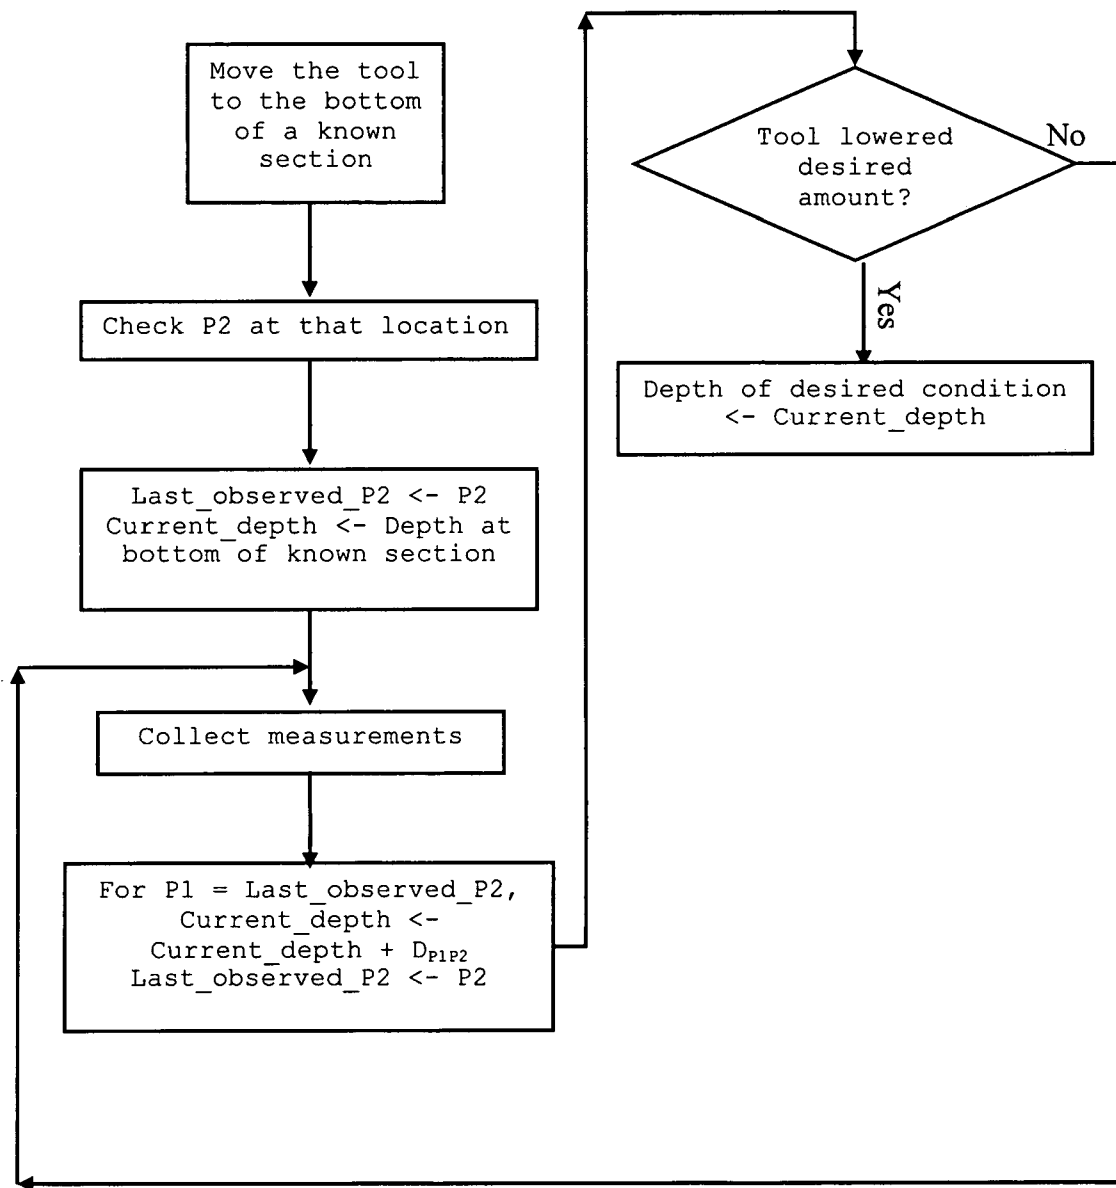 Move the tool
to the bottom
of a known
section
Check P2 at that location
Last_observed_P2 <- P2
Current_depth <- Depth at
bottom of known section
Collect measurements
For P1 = Last_observed_P2,
Current_depth <-
Current_depth + DP1P2
Last_observed_P2 <- P2
Tool lowered
desired
amount?
No
Yes
Depth of desired condition
<- Current_depth